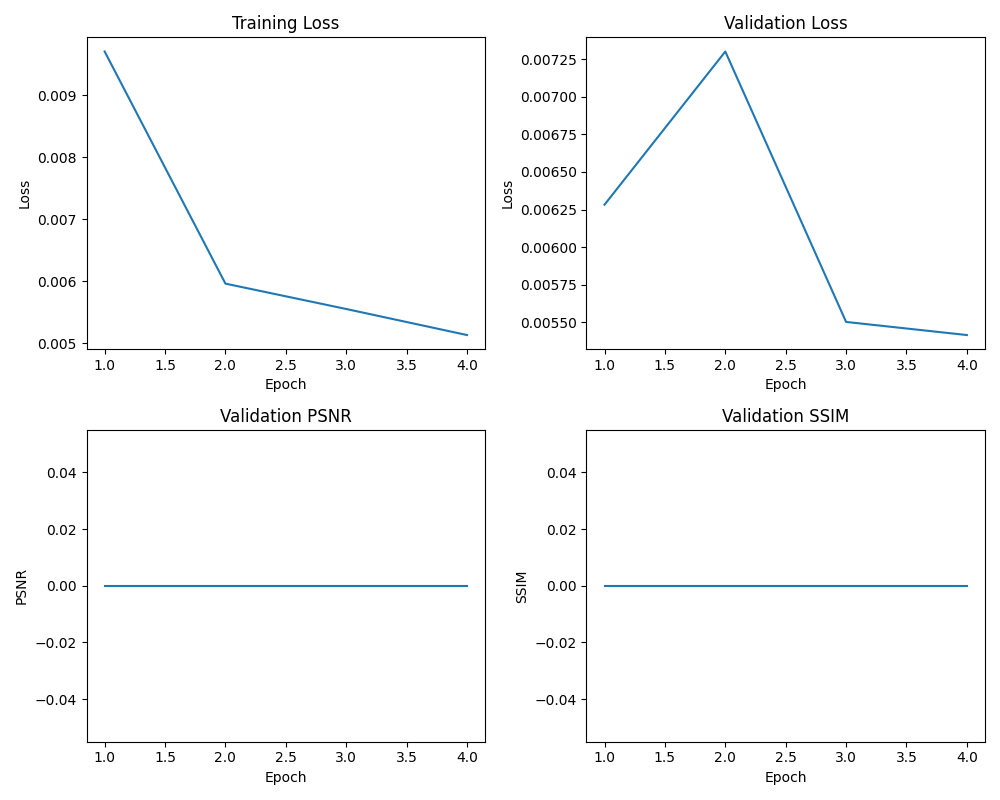 Training Loss
Loss
0.009
0.008
0.007
0.006
0.005
1.0 1.5 2.0 2.5 3.0 3.5 4.0
Epoch
Validation Loss
Loss
0.00725
0.00700
0.00675
0.00650
0.00625
0.00600
0.00575
0.00550
1.0 1.5 2.0 2.5 3.0 3.5 4.0
Epoch
Validation PSNR
PSNR
0.04
0.02
0.00
−0.02
−0.04
1.0 1.5 2.0 2.5 3.0 3.5 4.0
Epoch
Validation SSIM
SSIM
0.04
0.02
0.00
−0.02
−0.04
1.0 1.5 2.0 2.5 3.0 3.5 4.0
Epoch